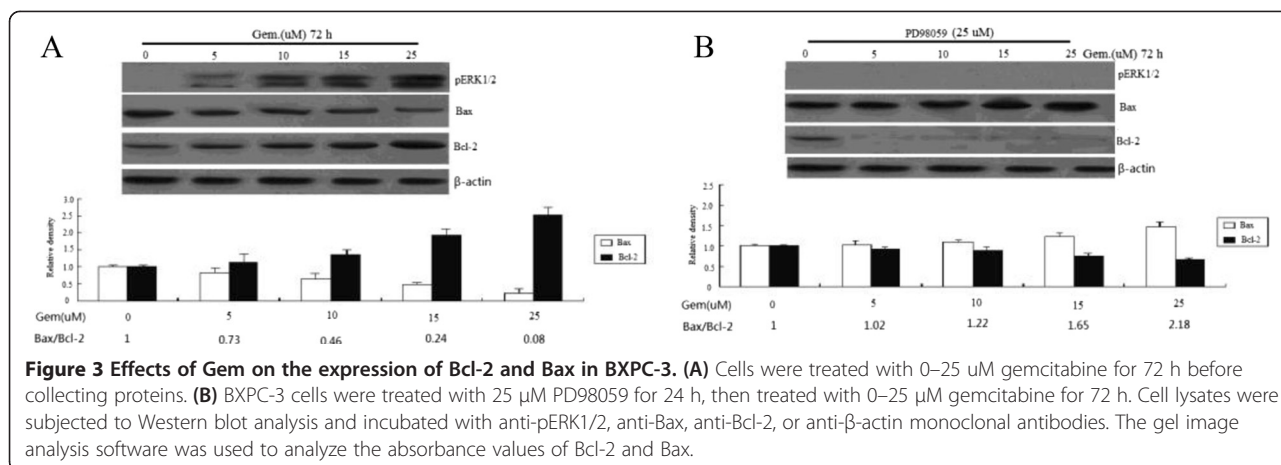 A
Gem.(uM) 72 h
0 5 10 15 25
pERK1/2
Bax
Bcl-2
β-actin
Relative density
3.0
2.5
2.0
1.5
1.0
0.5
0
Bax
Bcl-2
Gem(uM) 0 5 10 15 25
Bax/Bcl-2 1 0.73 0.46 0.24 0.08
B
PD98059 (25 uM)
0 5 10 15 25 Gem.(uM) 72 h
pERK1/2
Bax
Bcl-2
β-actin
Relative density
2.5
2.0
1.5
1.0
0.5
0
Bax
Bcl-2
Gem(uM) 0 5 10 15 25
Bax/Bcl-2 1 1.02 1.22 1.65 2.18
Figure 3 Effects of Gem on the expression of Bcl-2 and Bax in BXPC-3. (A) Cells were treated with 0–25 uM gemcitabine for 72 h before
collecting proteins. (B) BXPC-3 cells were treated with 25 μM PD98059 for 24 h, then treated with 0–25 μM gemcitabine for 72 h. Cell lysates were
subjected to Western blot analysis and incubated with anti-pERK1/2, anti-Bax, anti-Bcl-2, or anti-β-actin monoclonal antibodies. The gel image
analysis software was used to analyze the absorbance values of Bcl-2 and Bax.